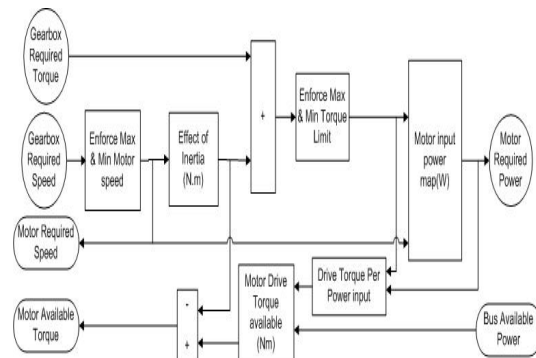 Gearbox
Required
Torque
Gearbox
Required
Speed
Enforce Max
& Min Motor
speed
Effect of
Inertia
(N.m)
+
Enforce Max
& Min Torque
Limit
Motor input
power
map(W)
Motor
Required
Power
Motor Required
Speed
Motor Available
Torque
-
+
Motor Drive
Torque
available
(Nm)
Drive Torque Per
Power input
Bus Available
Power